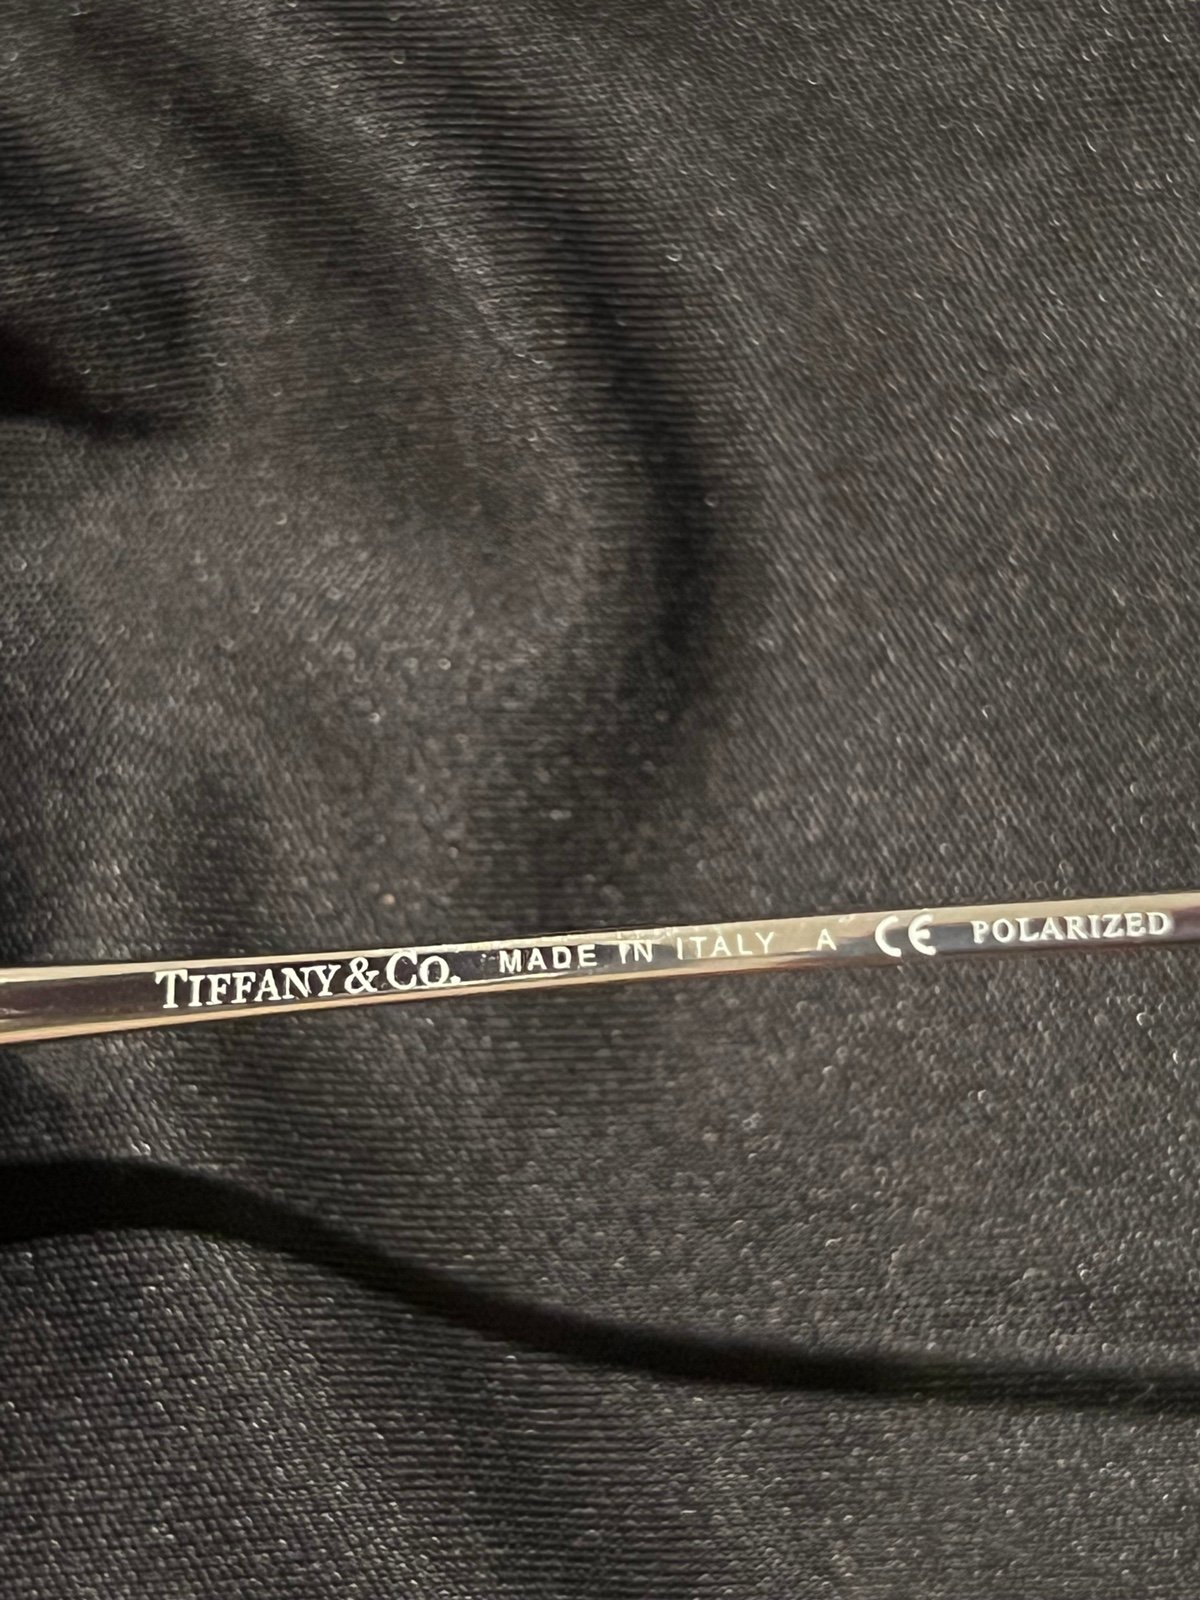 TIFFANY & CO. MADE IN ITALY A CE POLARIZED